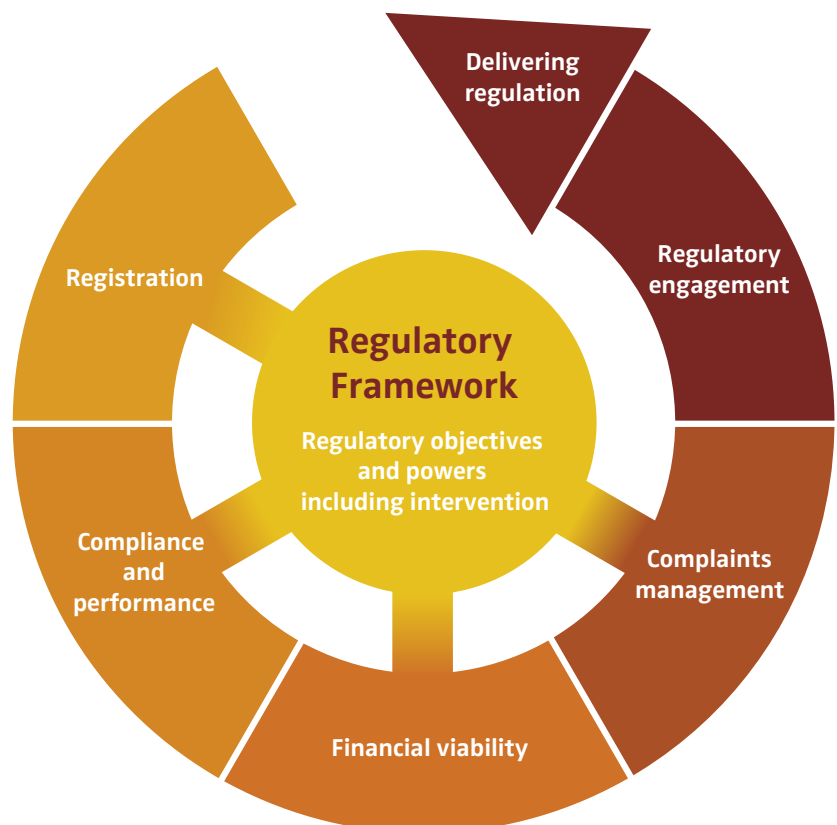 Delivering
regulation
Regulatory
engagement
Registration
Regulatory
Framework
Regulatory objectives
and powers
including intervention
Compliance
and
performance
Complaints
management
Financial viability